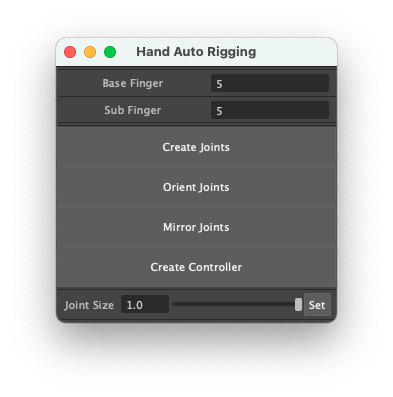 Hand Auto Rigging
Base Finger 5
Sub Finger 5
Create Joints
Orient Joints
Mirror Joints
Create Controller
Joint Size 1.0 Set